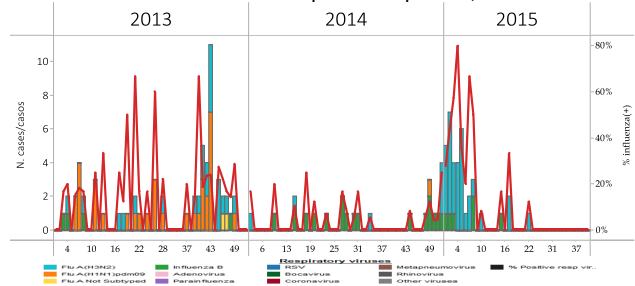 2013 2014 2015
N. cases/casos
10
8
6
4
2
0
80%
60%
40%
20%
0%
% influenza(+)
4 10 16 22 28 37 43 49 6 13 19 25 31 37 43 49 4 10 16 22 31 37
Respiratory viruses
Flu A(H3N2) Influenza B RSV Metapneumovirus % Positive resp vir..
Flu A(H1N1)pdm09 Adenovirus Bocavirus Rhinovirus
Flu A Not Subtyped Parainfluenza Coronavirus Other viruses